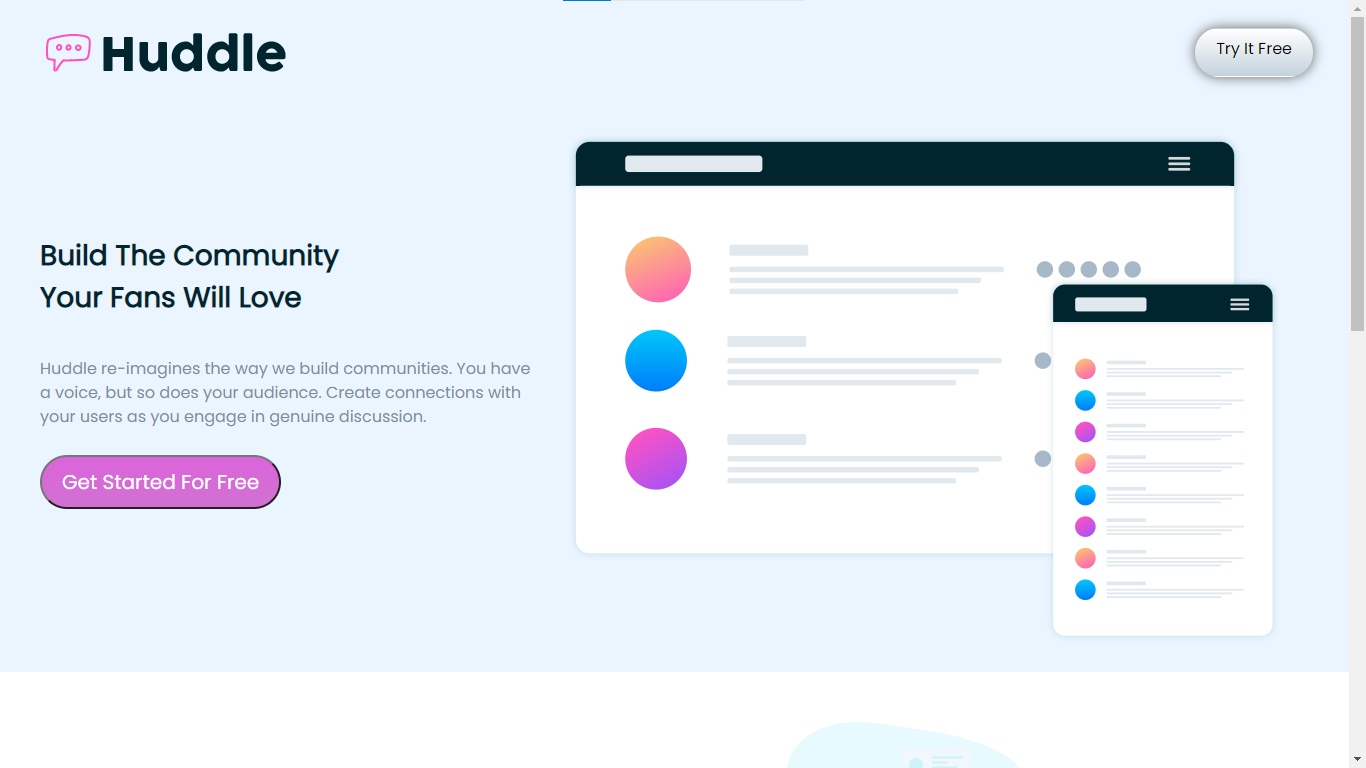 Huddle
Try It Free
Build The Community
Your Fans Will Love
Huddle re-imagines the way we build communities. You have
a voice, but so does your audience. Create connections with
your users as you engage in genuine discussion.
Get Started For Free